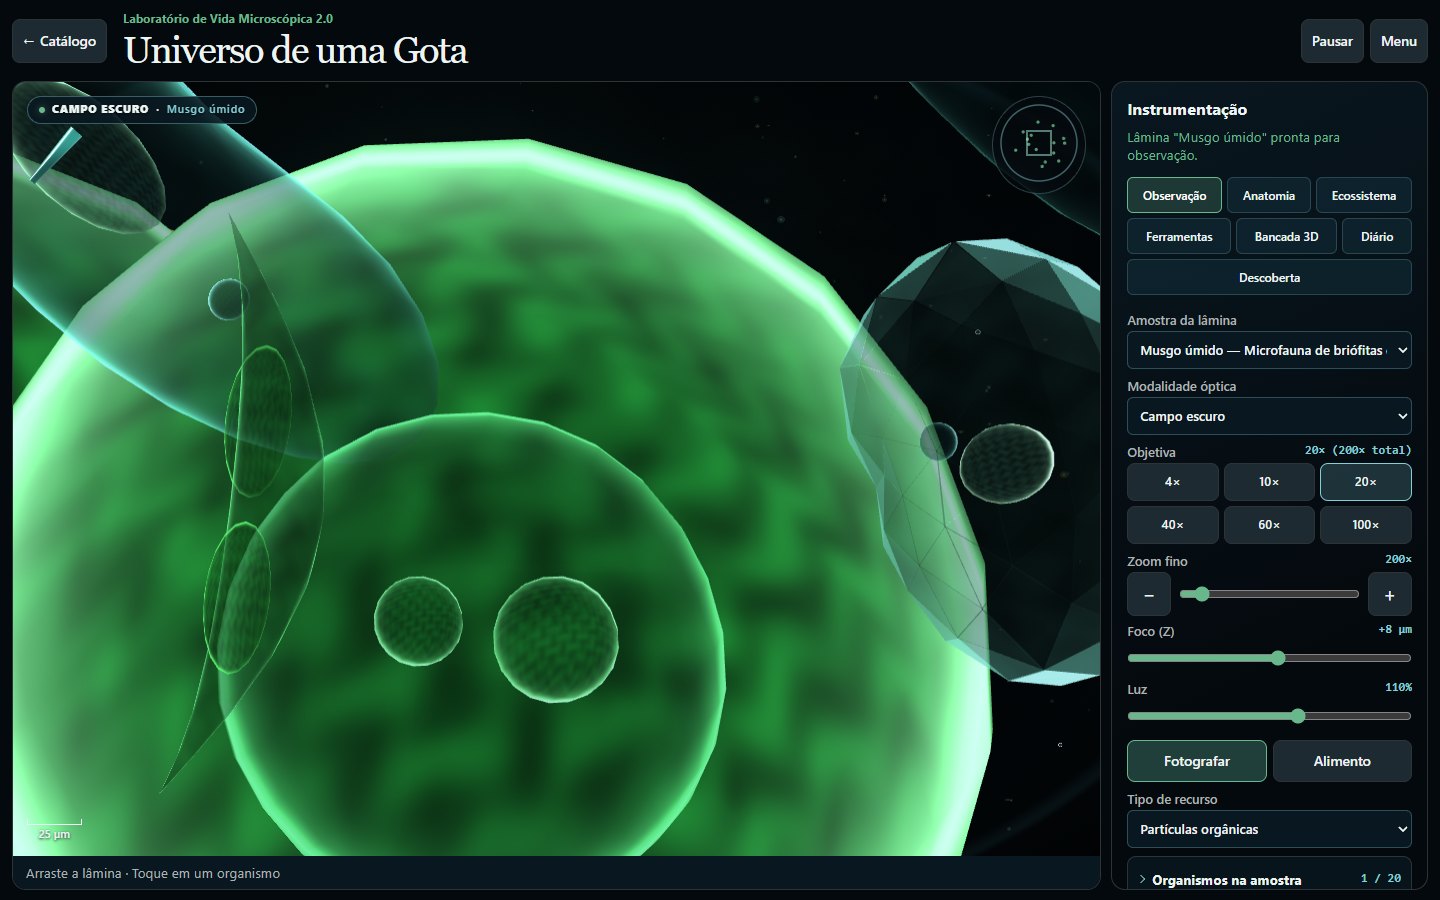 ← Catálogo
Laboratório de Vida Microscópica 2.0
Universo de uma Gota
Pausar
Menu
CAMPO ESCURO · Musgo úmido
25 µm
Arraste a lâmina · Toque em um organismo
Instrumentação
Lâmina "Musgo úmido" pronta para
observação.
Observação
Anatomia
Ecossistema
Ferramentas
Bancada 3D
Diário
Descoberta
Amostra da lâmina
Musgo úmido — Microfauna de briófitas
Modalidade óptica
Campo escuro
Objetiva
20× (200× total)
4×
10×
20×
40×
60×
100×
Zoom fino
200×
−
+
Foco (Z)
+8 µm
Luz
110%
Fotografar
Alimento
Tipo de recurso
Partículas orgânicas
Organismos na amostra
1 / 20